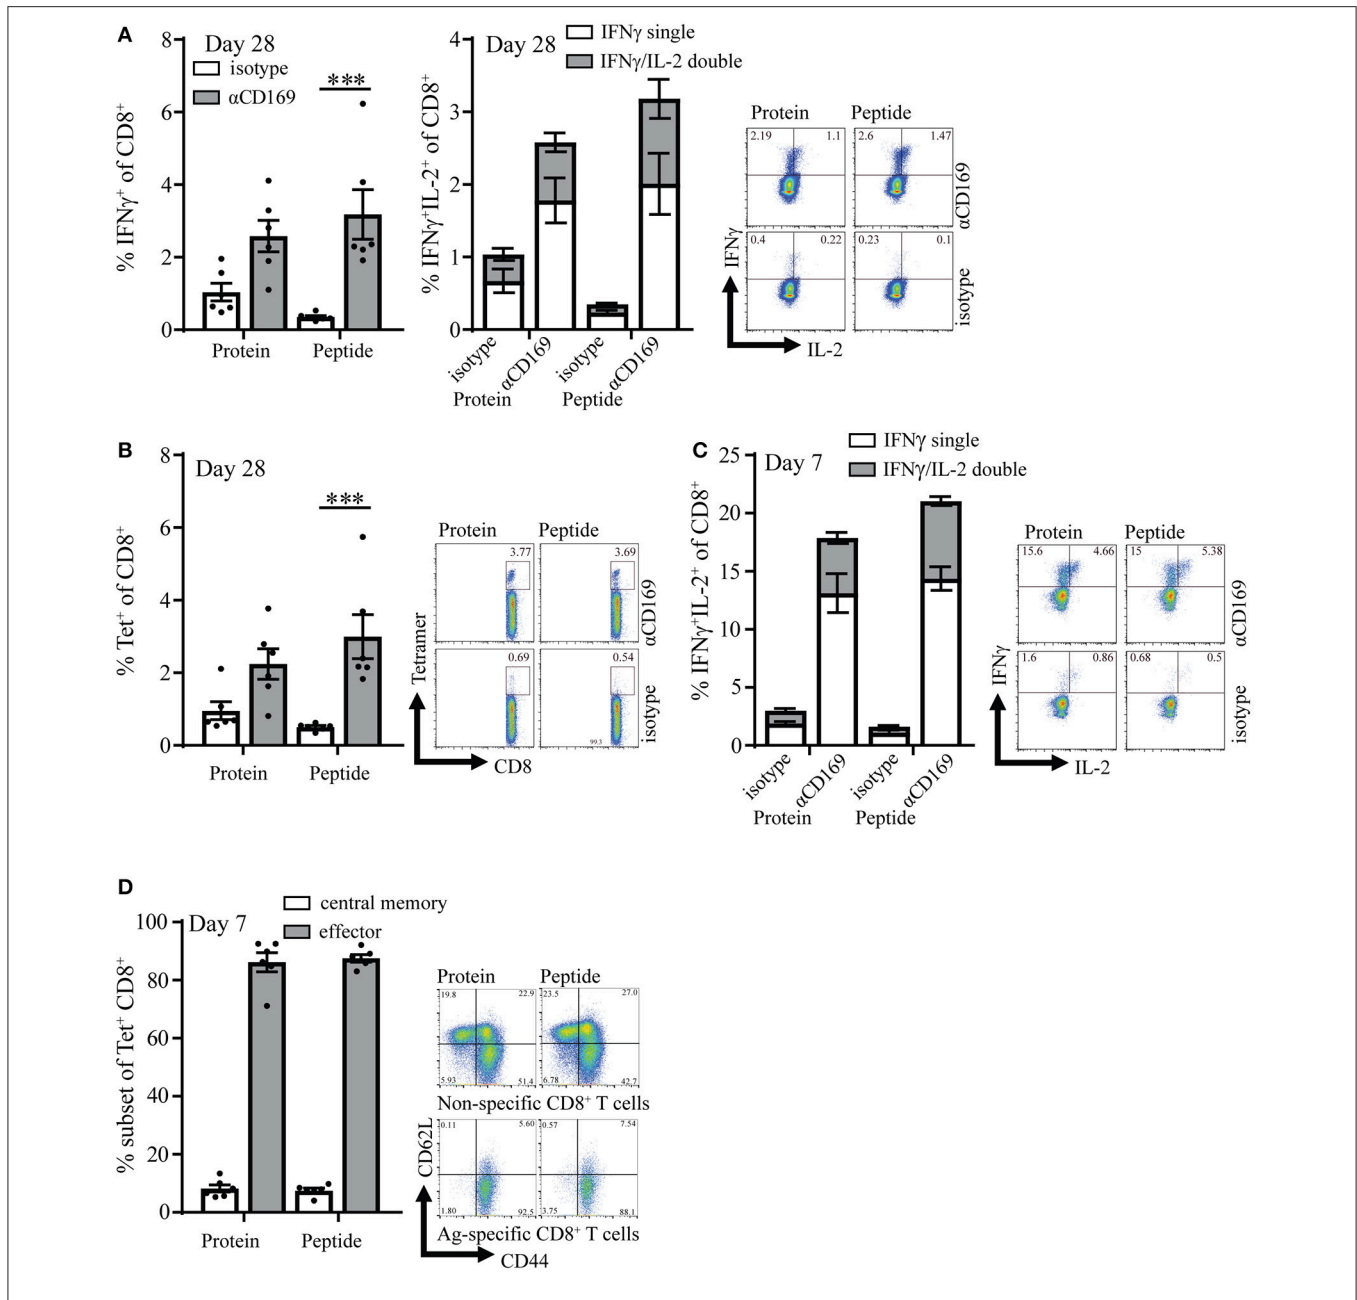 A
Day 28
isotype
αCD169
***
% IFNγ⁺ of CD8⁺
8
6
4
2
0
Protein
Peptide
Day 28
IFNγ single
IFNγ/IL-2 double
% IFNγ⁺IL-2⁺ of CD8⁺
4
3
2
1
0
isotype
αCD169
isotype
αCD169
Protein
Peptide
Protein
Peptide
2.19 1.1
2.6 1.47
αCD169
0.4 0.22
0.23 0.1
isotype
IFNγ
IL-2
B
Day 28
***
% Tet⁺ of CD8⁺
8
6
4
2
0
Protein
Peptide
Protein
Peptide
3.77
3.69
αCD169
0.69
0.54
99.3
isotype
Tetramer
CD8
C
Day 7
IFNγ single
IFNγ/IL-2 double
% IFNγ⁺IL-2⁺ of CD8⁺
25
20
15
10
5
0
isotype
αCD169
isotype
αCD169
Protein
Peptide
Protein
Peptide
15.6 4.66
15 5.38
αCD169
1.6 0.86
0.68 0.5
isotype
IFNγ
IL-2
D
Day 7
central memory
effector
% subset of Tet⁺ CD8⁺
100
80
60
40
20
0
Protein
Peptide
Protein
Peptide
19.8 22.9
23.5 27.0
5.93 51.4
6.78 42.7
Non-specific CD8⁺ T cells
0.11 5.60
0.57 7.54
1.80 92.5
3.75 88.1
Ag-specific CD8⁺ T cells
CD62L
CD44